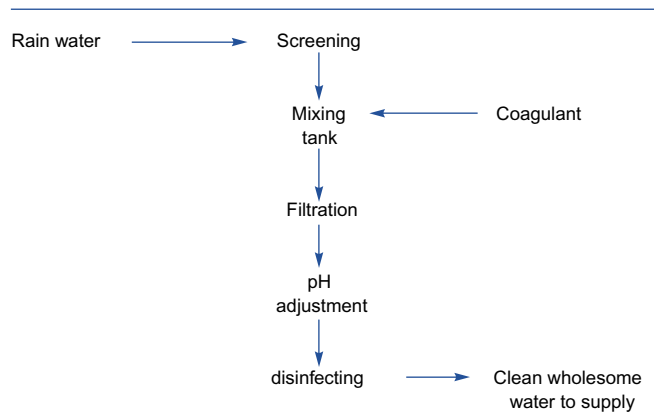 Rain water
Screening
Mixing
tank
Coagulant
Filtration
pH
adjustment
disinfecting
Clean wholesome
water to supply